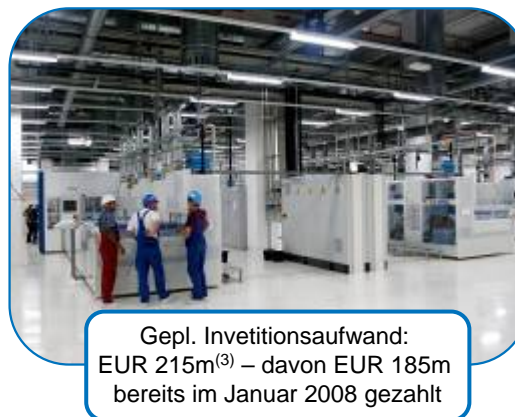 Gepl. Invetitionsaufwand:
EUR 215m(3) – davon EUR 185m
bereits im Januar 2008 gezahlt